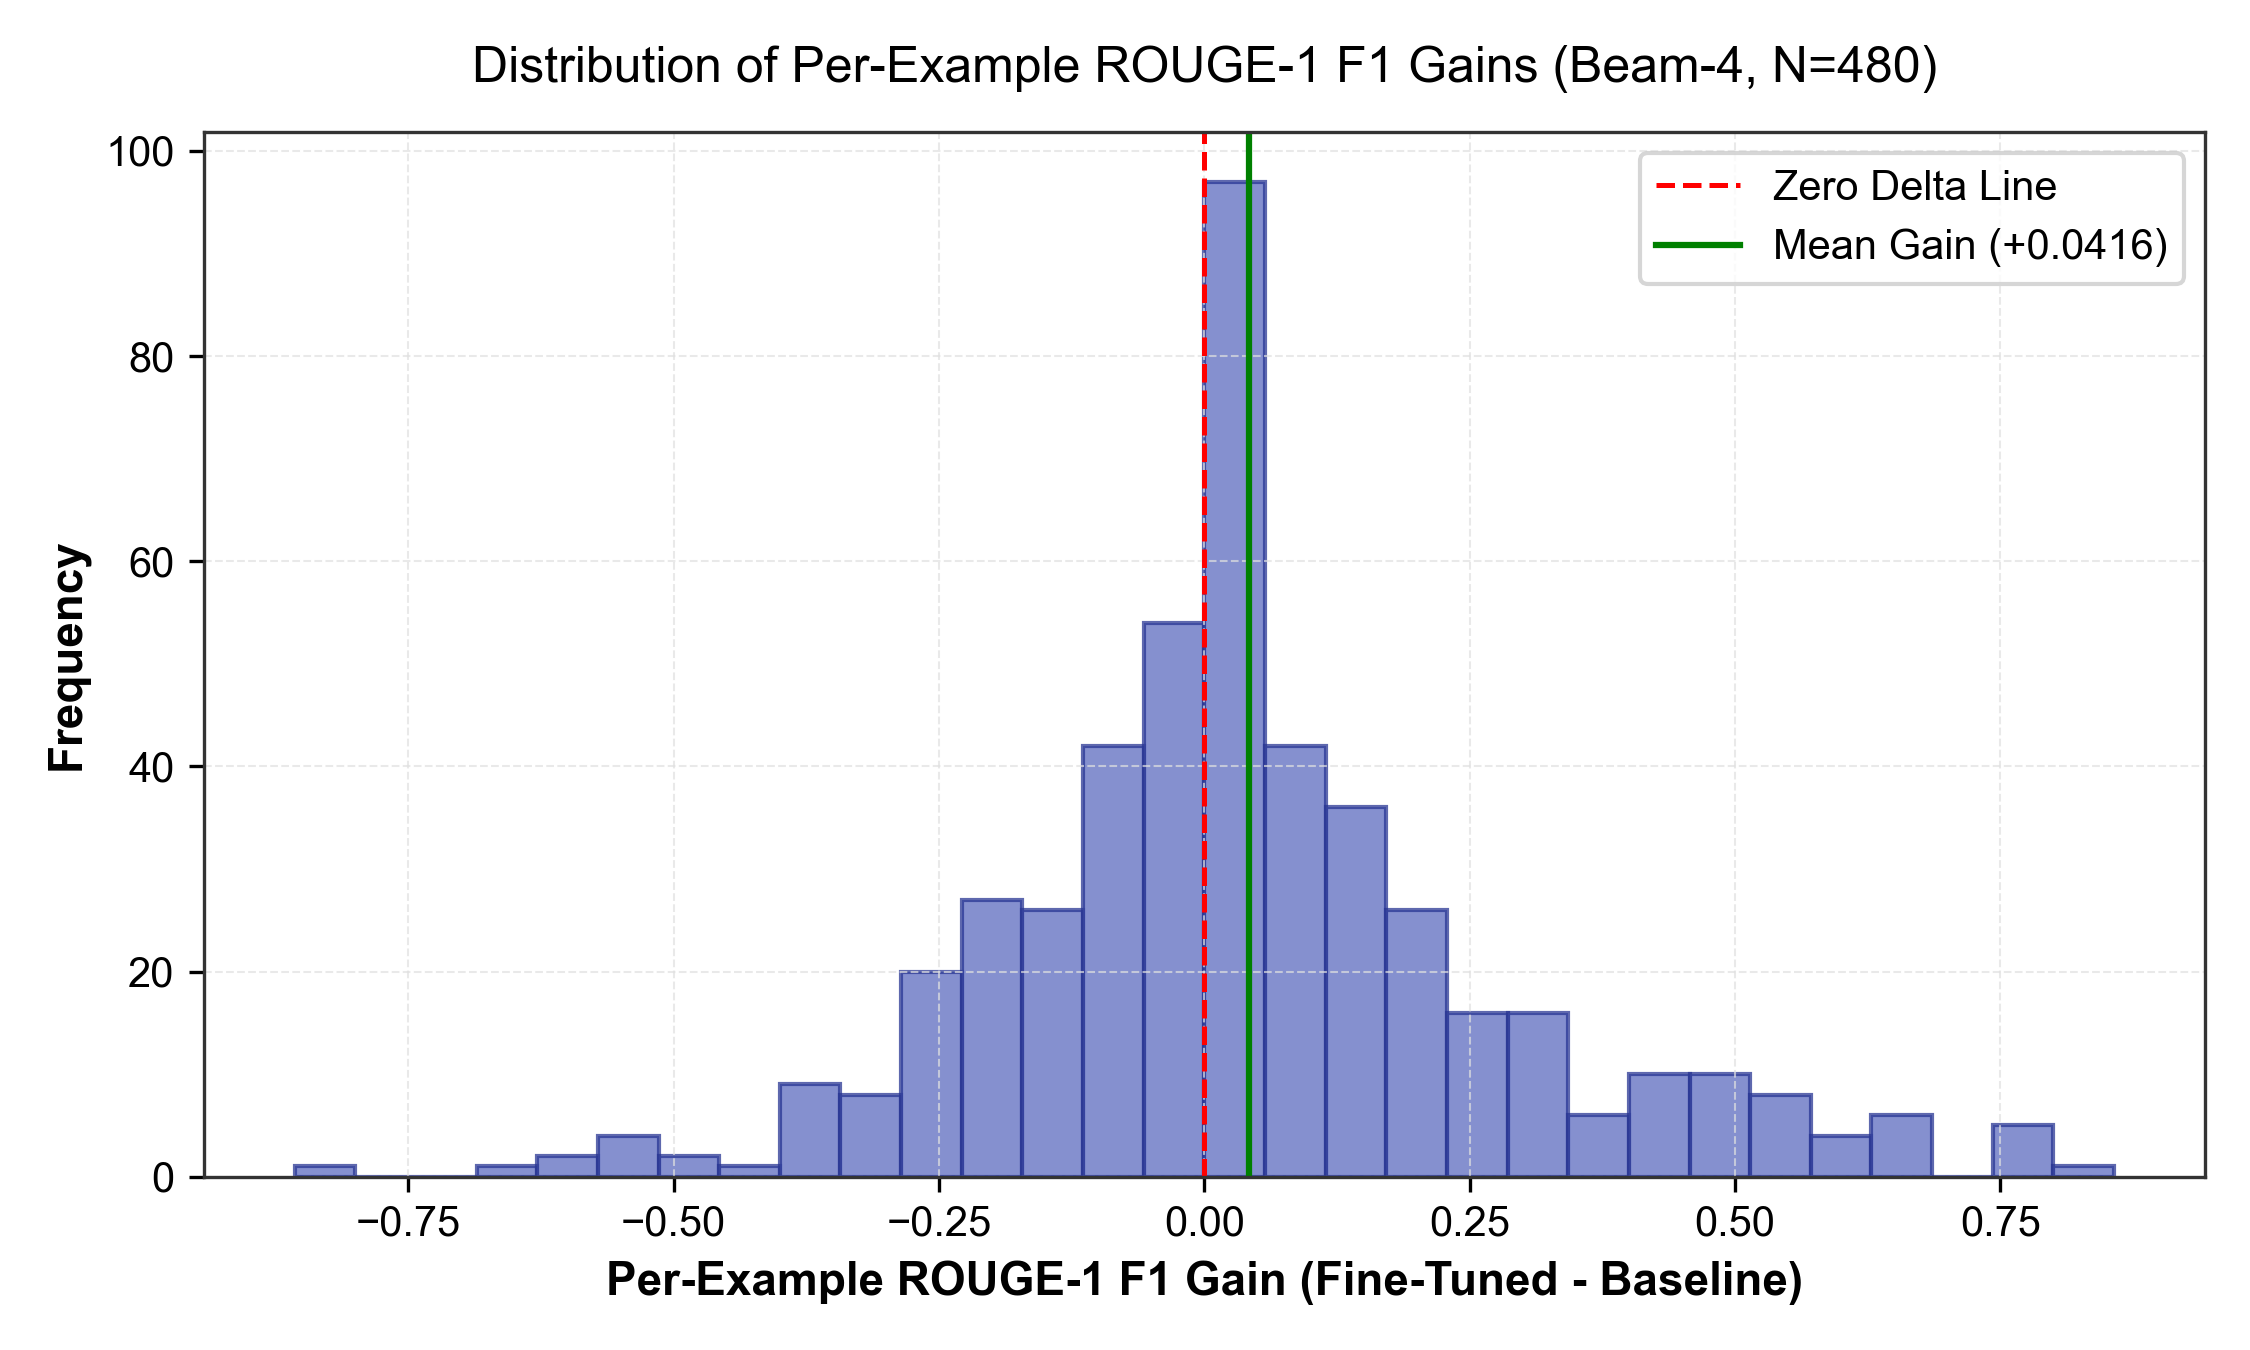 Distribution of Per-Example ROUGE-1 F1 Gains (Beam-4, N=480)
Zero Delta Line
Mean Gain (+0.0416)
Frequency
100
80
60
40
20
0
−0.75 −0.50 −0.25 0.00 0.25 0.50 0.75
Per-Example ROUGE-1 F1 Gain (Fine-Tuned - Baseline)